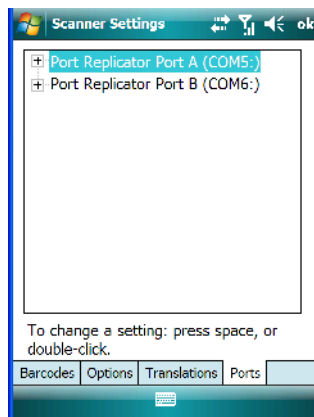 Scanner Settings ok
Port Replicator Port A (COM5:)
Port Replicator Port B (COM6:)
To change a setting: press space, or
double-click.
Barcodes Options Translations Ports